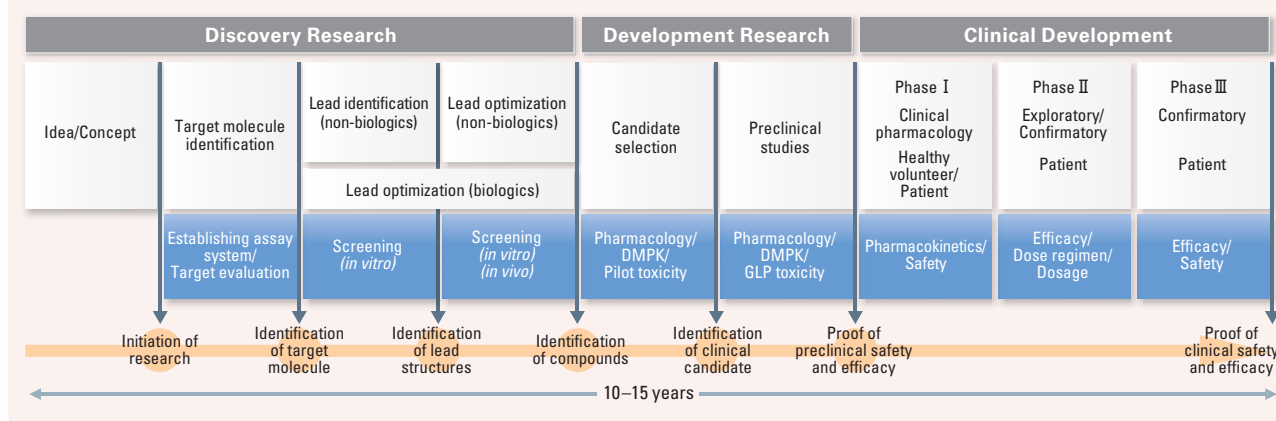 Discovery Research
Development Research
Clinical Development
Idea/Concept
Target molecule
identification
Lead identification
(non-biologics)
Lead optimization
(non-biologics)
Lead optimization (biologics)
Candidate
selection
Preclinical
studies
Phase Ⅰ
Clinical
pharmacology
Healthy
volunteer/
Patient
Phase Ⅱ
Exploratory/
Confirmatory
Patient
Phase Ⅲ
Confirmatory
Patient
Establishing assay
system/
Target evaluation
Screening
(in vitro)
Screening
(in vitro)
(in vivo)
Pharmacology/
DMPK/
Pilot toxicity
Pharmacology/
DMPK/
GLP toxicity
Pharmacokinetics/
Safety
Efficacy/
Dose regimen/
Dosage
Efficacy/
Safety
Initiation of
research
Identification
of target
molecule
Identification
of lead
structures
Identification
of compounds
Identification
of clinical
candidate
Proof of
preclinical safety
and efficacy
Proof of
clinical safety
and efficacy
10–15 years